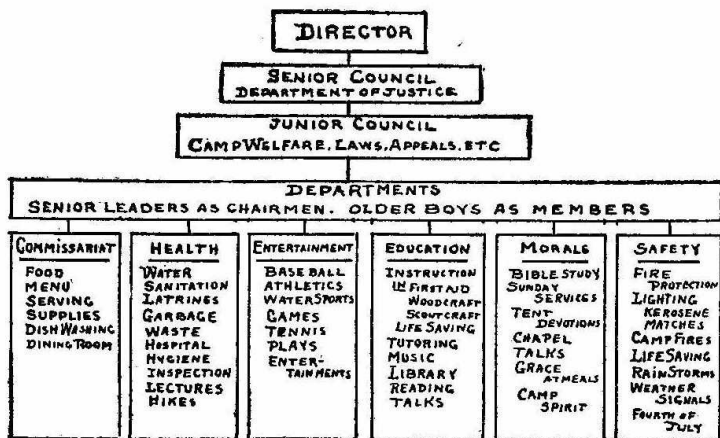 DIRECTOR
SENIOR COUNCIL
DEPARTMENT OF JUSTICE
JUNIOR COUNCIL
CAMP WELFARE, LAWS, APPEALS, ETC
DEPARTMENTS
SENIOR LEADERS AS CHAIRMEN. OLDER BOYS AS MEMBERS
COMMISSARIAT
FOOD
MENU
SERVING
SUPPLIES
DISH WASHING
DINING ROOM
HEALTH
WATER
SANITATION
LATRINES
GARBAGE
WASTE
HOSPITAL
HYGIENE
INSPECTION
LECTURES
HIKES
ENTERTAINMENT
BASEBALL
ATHLETICS
WATER SPORTS
GAMES
TENNIS
PLAYS
ENTER-
TAINMENTS
EDUCATION
INSTRUCTION
IN FIRST AID
WOODCRAFT
SCOUTCRAFT
LIFE SAVING
TUTORING
MUSIC
LIBRARY
READING
TALKS
MORALS
BIBLE STUDY
SUNDAY
SERVICES
TENT
DEVOTIONS
CHAPEL
TALKS
GRACE
AT MEALS
CAMP
SPIRIT
SAFETY
FIRE
PROTECTION
LIGHTING
KEROSENE
MATCHES
CAMP FIRES
LIFE SAVING
RAIN STORMS
WEATHER
SIGNALS
FOURTH OF
JULY